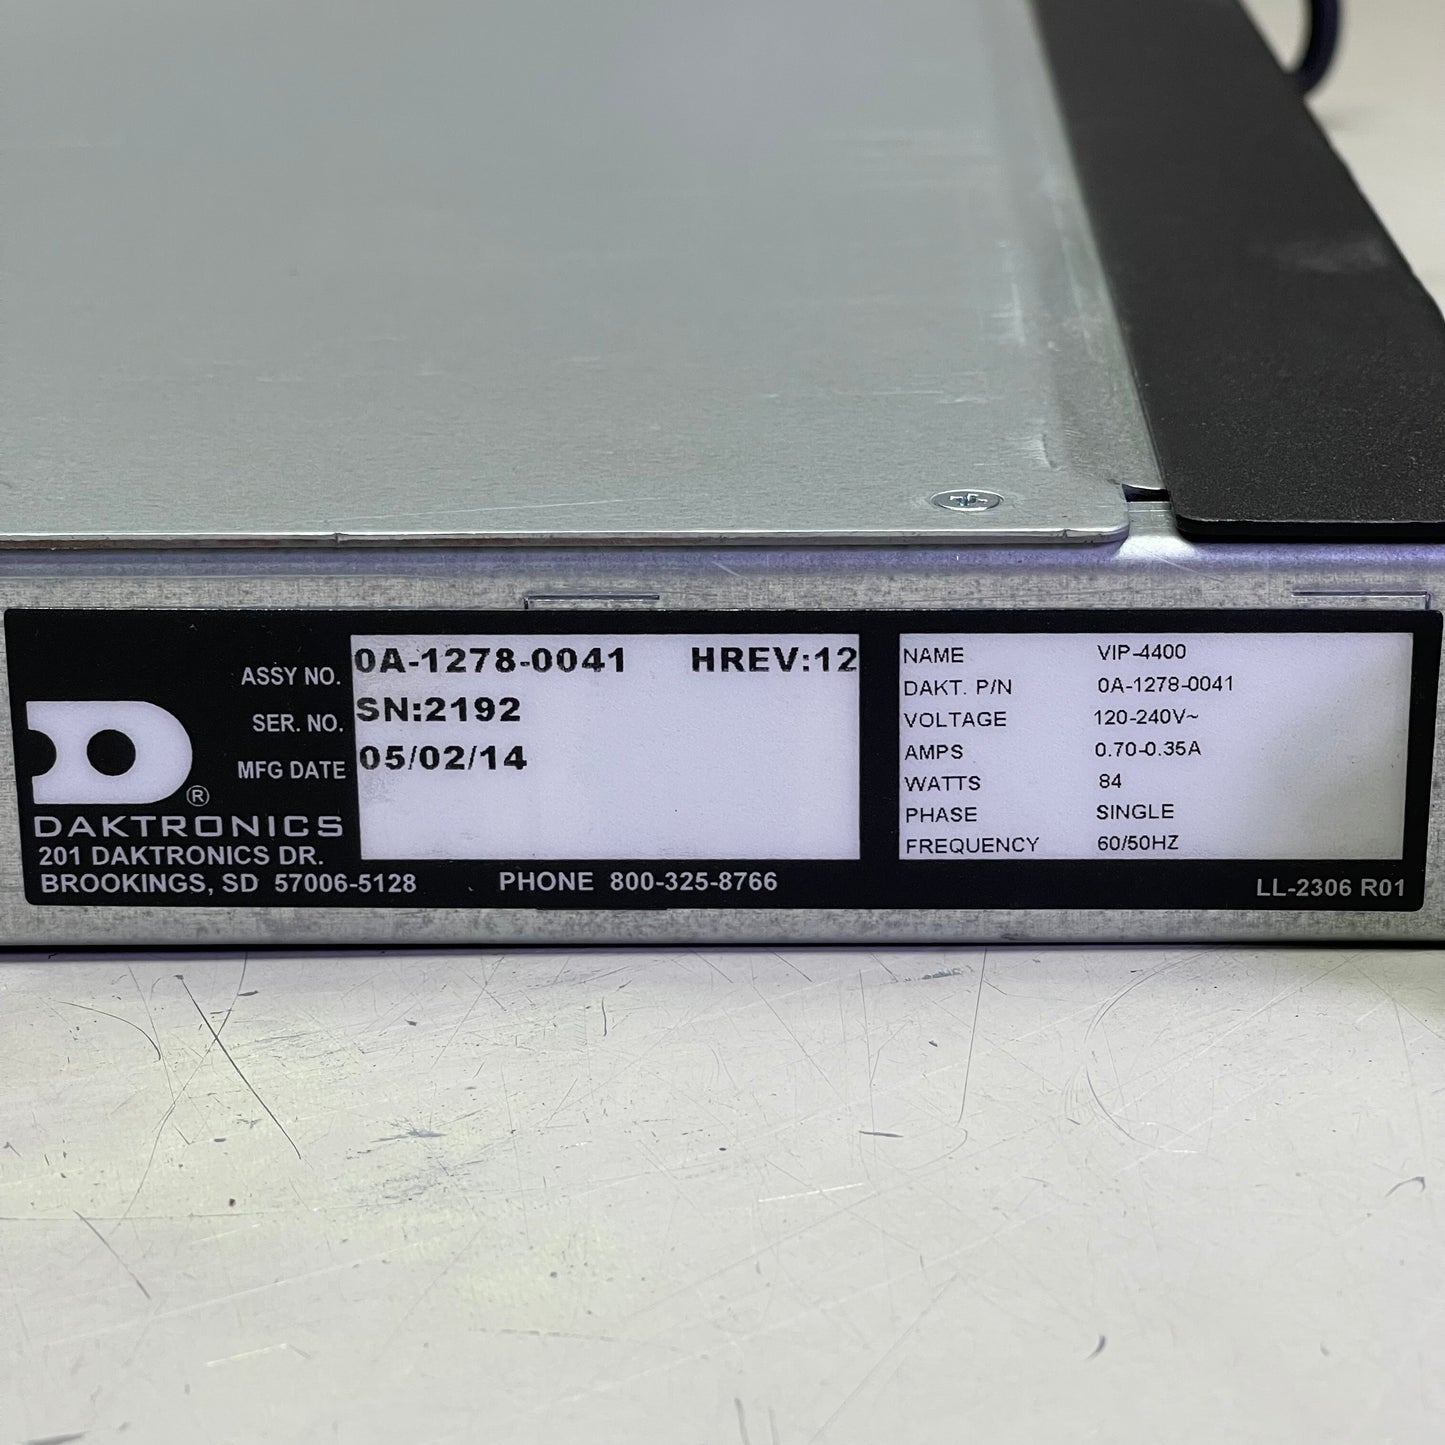 ASSY NO. 0A-1278-0041 HREV:12
SER. NO. SN:2192
MFG DATE 05/02/14
®
DAKTRONICS
201 DAKTRONICS DR.
BROOKINGS, SD 57006-5128 PHONE 800-325-8766
NAME VIP-4400
DAKT. P/N 0A-1278-0041
VOLTAGE 120-240V~
AMPS 0.70-0.35A
WATTS 84
PHASE SINGLE
FREQUENCY 60/50HZ
LL-2306 R01